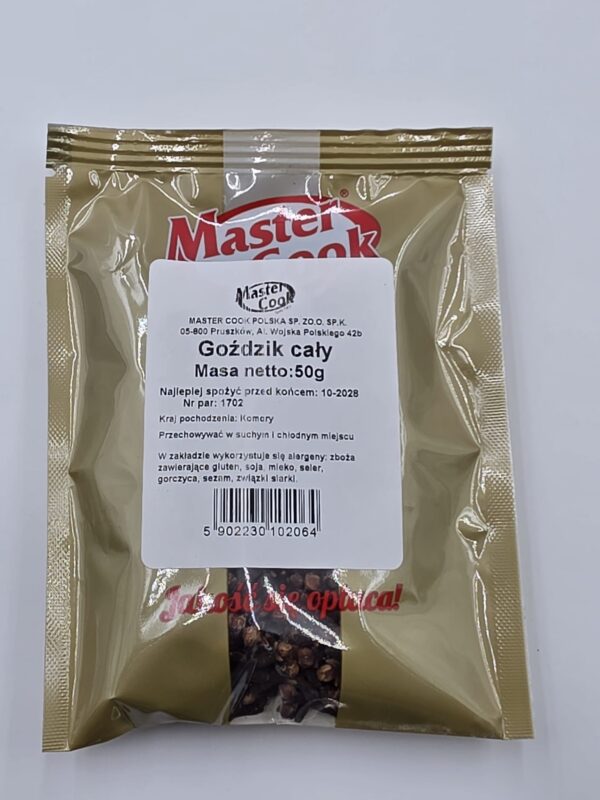 Master
Cook
®
Master
Cook
MASTER COOK POLSKA SP. ZO.O. SP.K.
05-800 Pruszków, Al. Wojska Polskiego 42b
Goździk cały
Masa netto:50g
Najlepiej spożyć przed końcem: 10-2028
Nr par: 1702
Kraj pochodzenia: Komory
Przechowywać w suchym i chłodnym miejscu
W zakładzie wykorzystuje się alergeny: zboża
zawierające gluten, soja, mleko, seler,
gorczyca, sezam, związki siarki.
5 902230 102064
Jakość się opłaca!